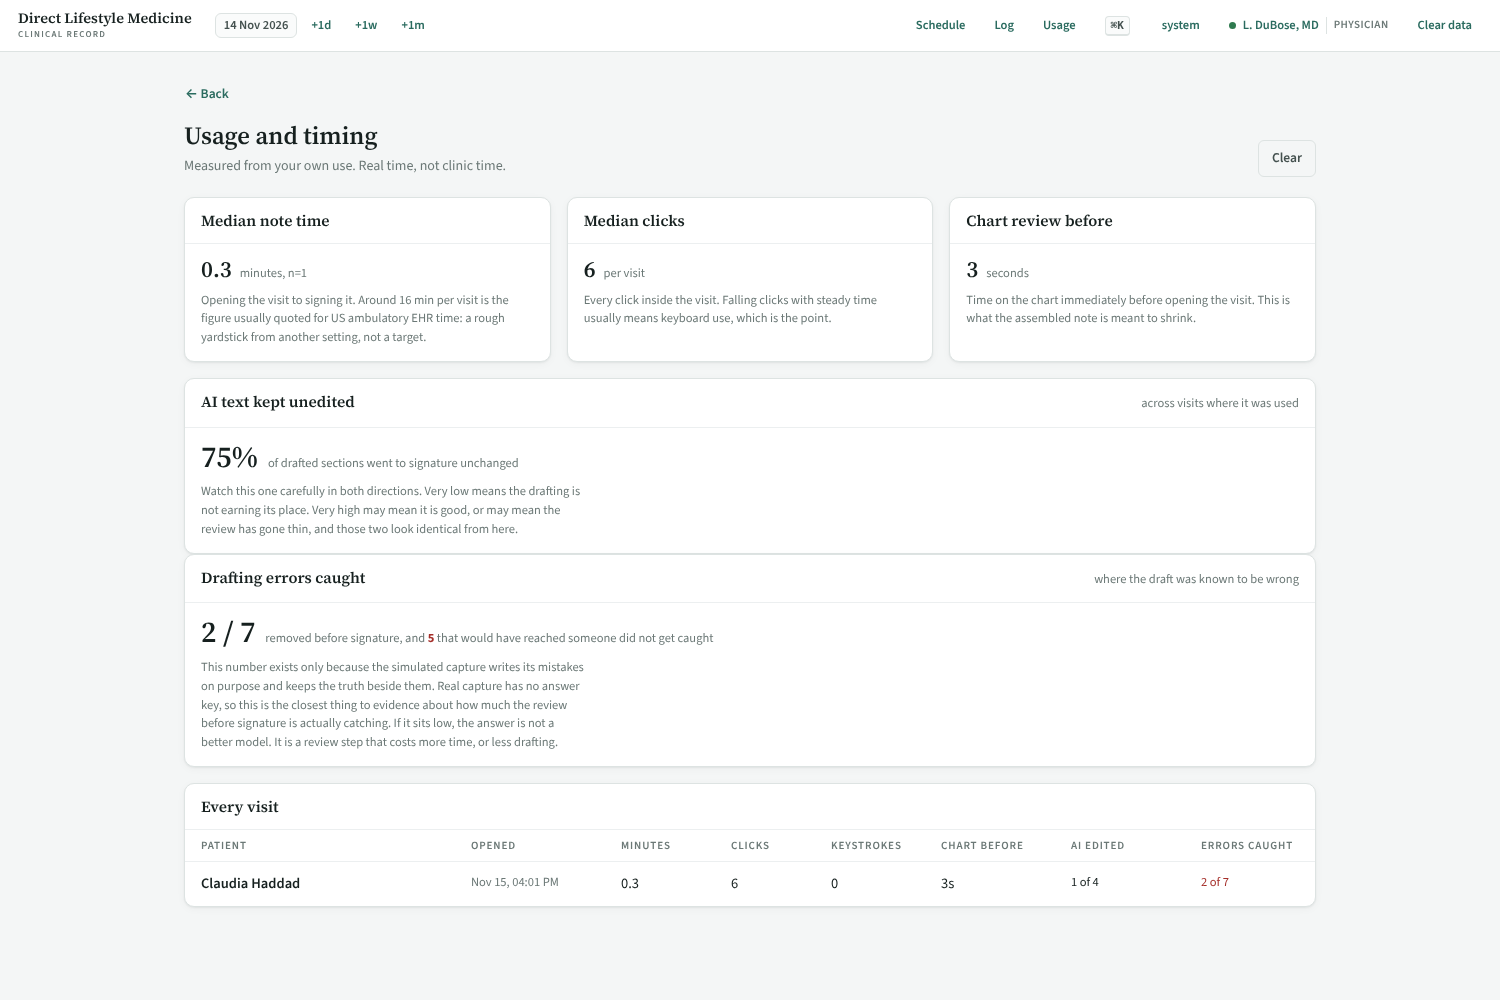 Direct Lifestyle Medicine
CLINICAL RECORD
14 Nov 2026
+1d
+1w
+1m
Schedule
Log
Usage
⌘K
system
L. DuBose, MD
PHYSICIAN
Clear data
← Back
Usage and timing
Measured from your own use. Real time, not clinic time.
Clear
Median note time
0.3 minutes, n=1
Opening the visit to signing it. Around 16 min per visit is the
figure usually quoted for US ambulatory EHR time: a rough
yardstick from another setting, not a target.
Median clicks
6 per visit
Every click inside the visit. Falling clicks with steady time
usually means keyboard use, which is the point.
Chart review before
3 seconds
Time on the chart immediately before opening the visit. This is
what the assembled note is meant to shrink.
AI text kept unedited
across visits where it was used
75% of drafted sections went to signature unchanged
Watch this one carefully in both directions. Very low means the drafting is
not earning its place. Very high may mean it is good, or may mean the
review has gone thin, and those two look identical from here.
Drafting errors caught
where the draft was known to be wrong
2 / 7 removed before signature, and 5 that would have reached someone did not get caught
This number exists only because the simulated capture writes its mistakes
on purpose and keeps the truth beside them. Real capture has no answer
key, so this is the closest thing to evidence about how much the review
before signature is actually catching. If it sits low, the answer is not a
better model. It is a review step that costs more time, or less drafting.
Every visit
PATIENT OPENED MINUTES CLICKS KEYSTROKES CHART BEFORE AI EDITED ERRORS CAUGHT
Claudia Haddad Nov 15, 04:01 PM 0.3 6 0 3s 1 of 4 2 of 7